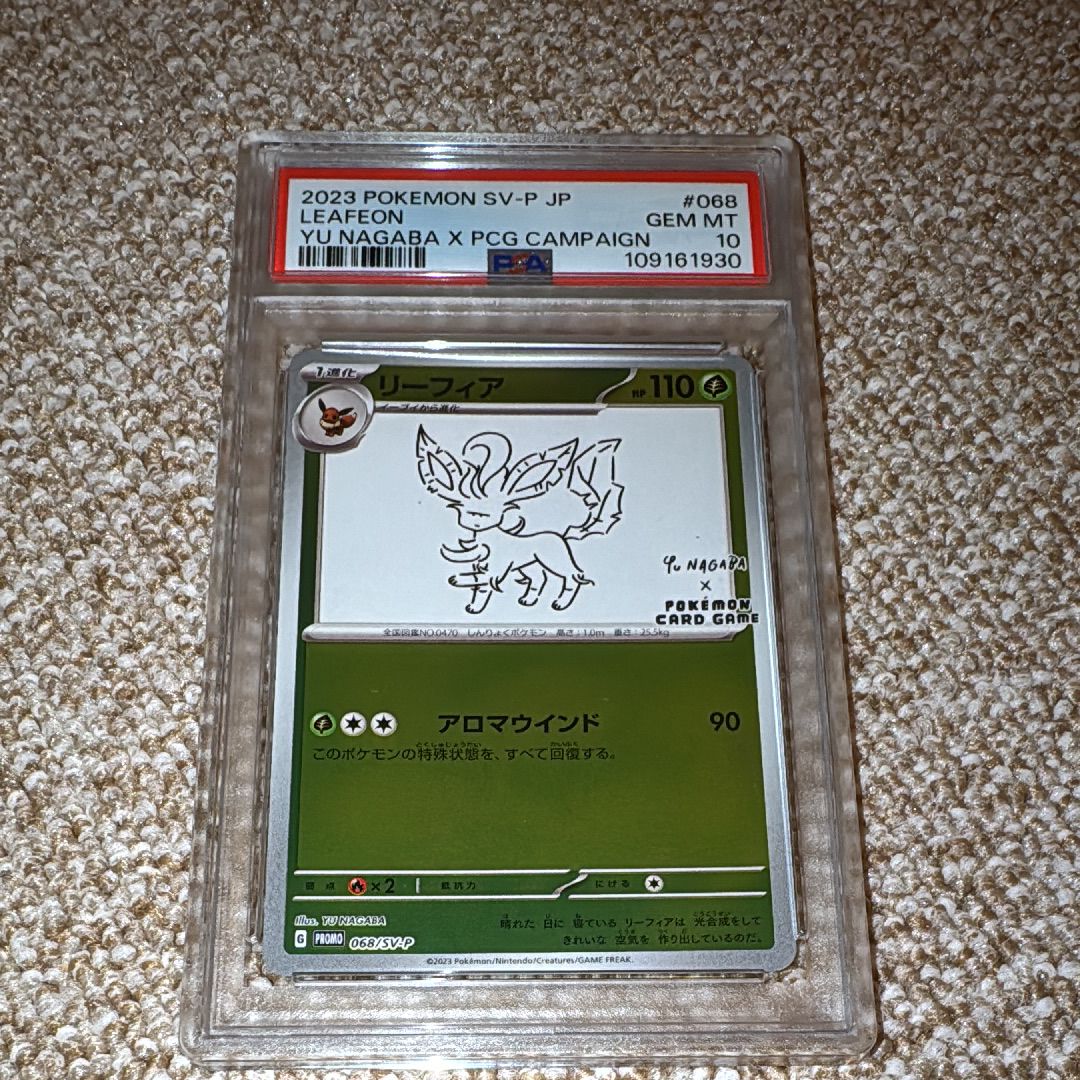 2023 POKEMON SV-P JP #068
LEAFEON GEM MT
YU NAGABA X PCG CAMPAIGN 10
PSA 109161930
1進化 リーフィア HP 110
イーブイから進化
Yu NAGABA
×
POKÉMON
CARD GAME
全国図鑑NO.0470 しんりょくポケモン 高さ:1.0m 重さ:25.5kg
アロマウインド 90
このポケモンの特殊状態を、すべて回復する。
弱点 ×2 抵抗力 にげる
Illus. YU NAGABA
晴れた 日に 寝ている リーフィアは 光合成をして
きれいな 空気を 作り出しているのだ。
G PROMO 068/SV-P
©2023 Pokémon/Nintendo/Creatures/GAME FREAK.